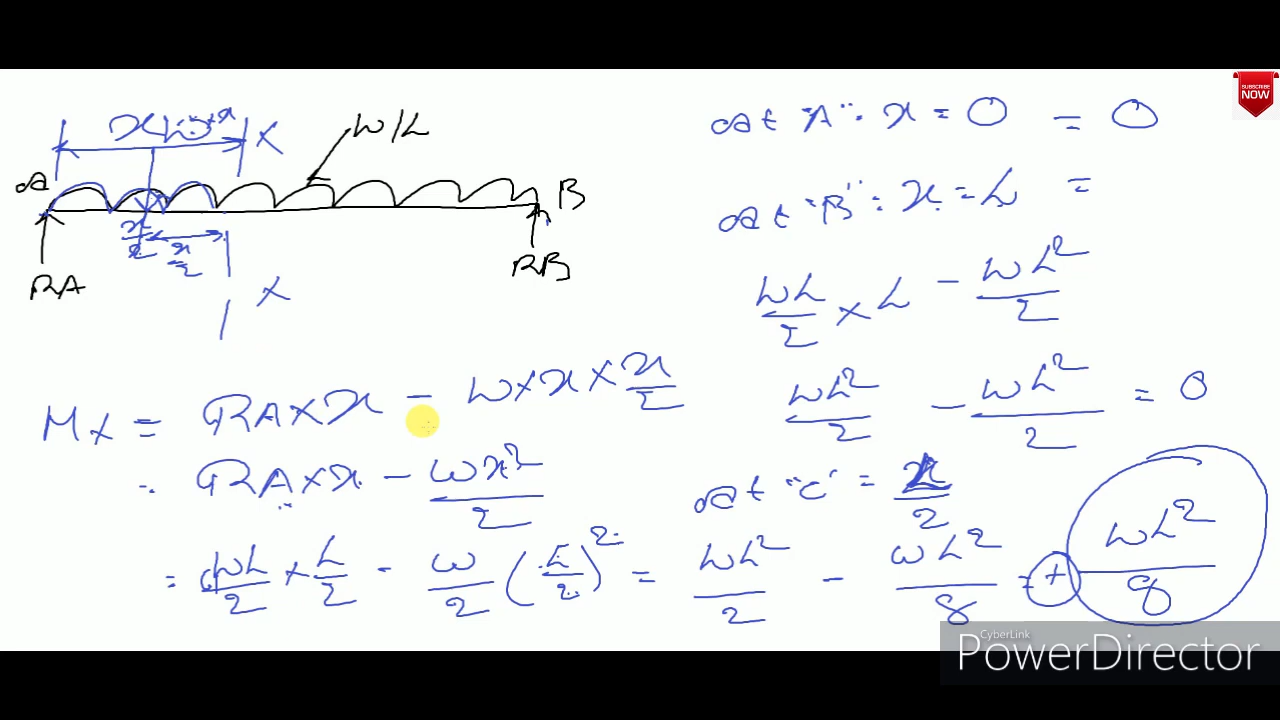 x w×x X
W/L
a B
x/2 x/2
RA RB
X
Mx = RA×x - w×x×x/2
= RA×x - wx²/2
= wL/2 × L/2 - w/2 (L/2)² = wL²/2 - wL²/8 = + wL²/8
at "A": x = 0 = 0
at "B": x = L =
wL/2 × L - wL²/2
wL²/2 - wL²/2 = 0
at "C" = L/2
SUBSCRIBE
NOW
CyberLink
PowerDirector